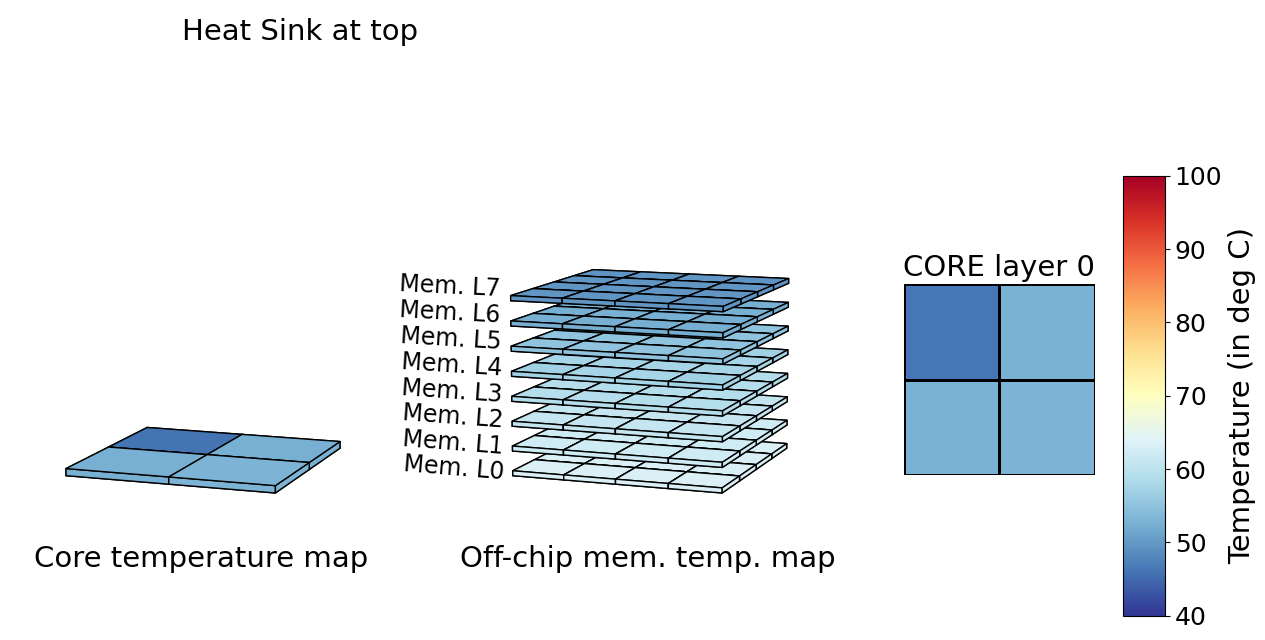 Heat Sink at top
Mem. L7
Mem. L6
Mem. L5
Mem. L4
Mem. L3
Mem. L2
Mem. L1
Mem. L0
Core temperature map
Off-chip mem. temp. map
CORE layer 0
100
90
80
70
60
50
40
Temperature (in deg C)